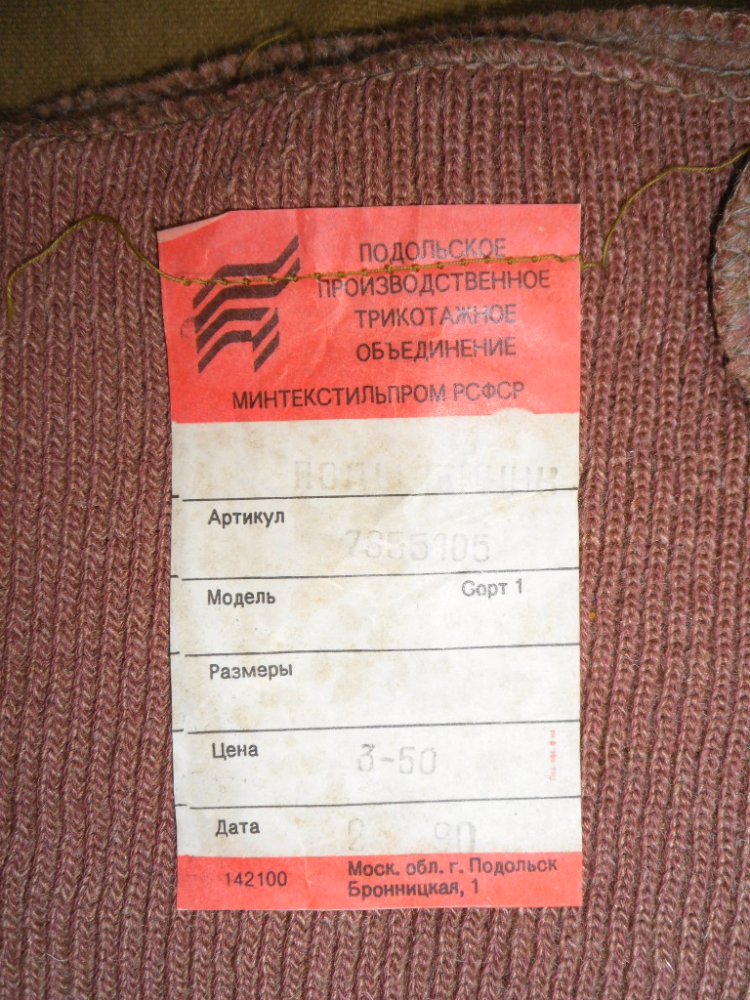 ПОДОЛЬСКОЕ
ПРОИЗВОДСТВЕННОЕ
ТРИКОТАЖНОЕ
ОБЪЕДИНЕНИЕ
МИНТЕКСТИЛЬПРОМ РСФСР
Артикул
7355105
Модель Сорт 1
Размеры
Цена 3-50
Дата 2 90
142100 Моск. обл. г. Подольск
Бронницкая, 1